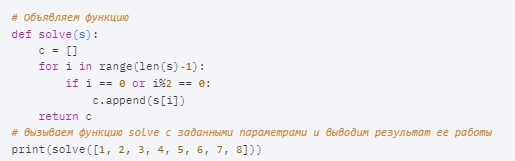 # Объявляем функцию
def solve(s):
    c = []
    for i in range(len(s)-1):
        if i == 0 or i%2 == 0:
            c.append(s[i])
    return c
# вызываем функцию solve с заданными параметрами и выводим результат ее работы
print(solve([1, 2, 3, 4, 5, 6, 7, 8]))